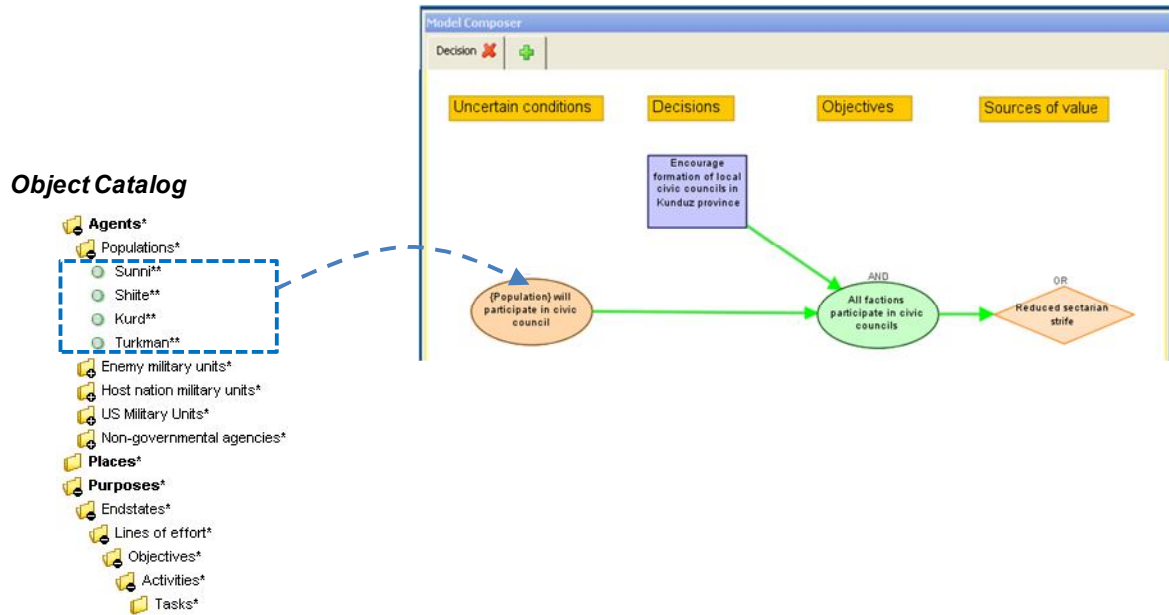 Model Composer
Decision
Uncertain conditions
Decisions
Objectives
Sources of value
Encourage
formation of local
civic councils in
Kunduz province
{Population} will
participate in civic
council
AND
All factions
participate in civic
councils
OR
Reduced sectarian
strife
Object Catalog
Agents*
Populations*
Sunni**
Shiite**
Kurd**
Turkman**
Enemy military units*
Host nation military units*
US Military Units*
Non-governmental agencies*
Places*
Purposes*
Endstates*
Lines of effort*
Objectives*
Activities*
Tasks*